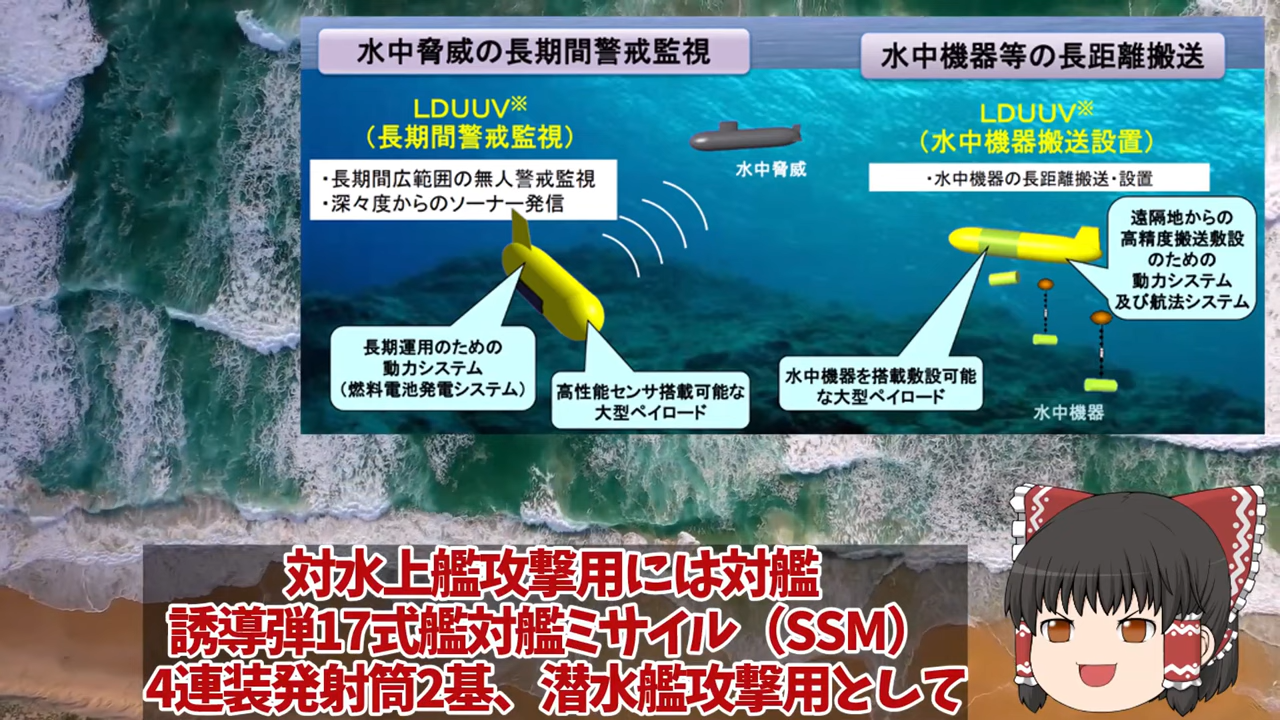 水中脅威の長期間警戒監視
LDUUV※
（長期間警戒監視）
・長期間広範囲の無人警戒監視
・深々度からのソーナー発信
水中脅威
長期運用のための
動力システム
（燃料電池発電システム）
高性能センサ搭載可能な
大型ペイロード
水中機器等の長距離搬送
LDUUV※
（水中機器搬送設置）
・水中機器の長距離搬送・設置
遠隔地からの
高精度搬送敷設
のための
動力システム
及び航法システム
水中機器を搭載敷設可能
な大型ペイロード
水中機器
対水上艦攻撃用には対艦
誘導弾17式艦対艦ミサイル（SSM）
4連装発射筒2基、潜水艦攻撃用として